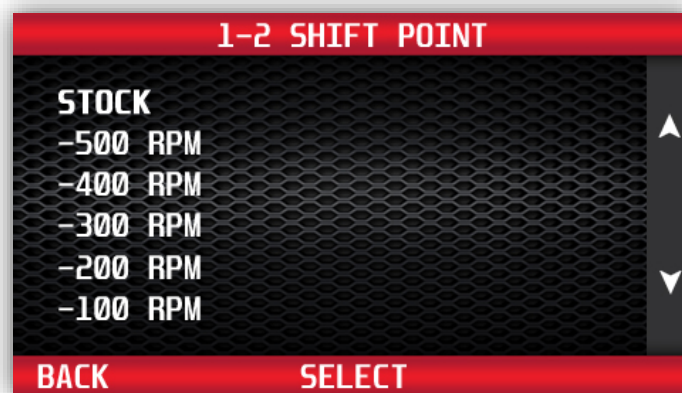 1-2 SHIFT POINT
STOCK
-500 RPM
-400 RPM
-300 RPM
-200 RPM
-100 RPM
BACK SELECT